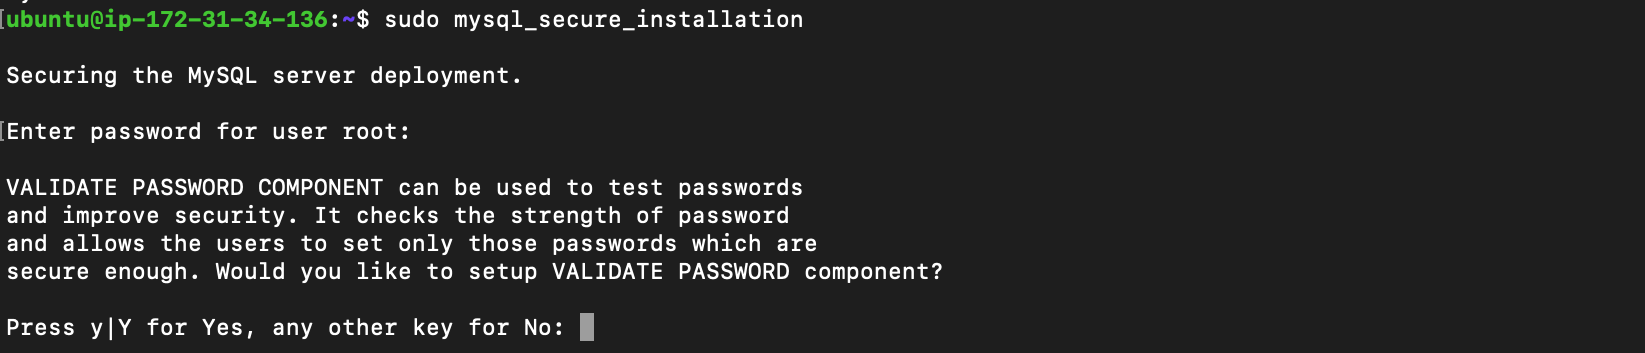 [ubuntu@ip-172-31-34-136:~$ sudo mysql_secure_installation
Securing the MySQL server deployment.
[Enter password for user root:
VALIDATE PASSWORD COMPONENT can be used to test passwords
and improve security. It checks the strength of password
and allows the users to set only those passwords which are
secure enough. Would you like to setup VALIDATE PASSWORD component?
Press y|Y for Yes, any other key for No: